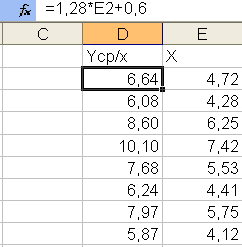 fx =1,28*E2+0,6
C D E
Yср/x X
6,64 4,72
6,08 4,28
8,60 6,25
10,10 7,42
7,68 5,53
6,24 4,41
7,97 5,75
5,87 4,12